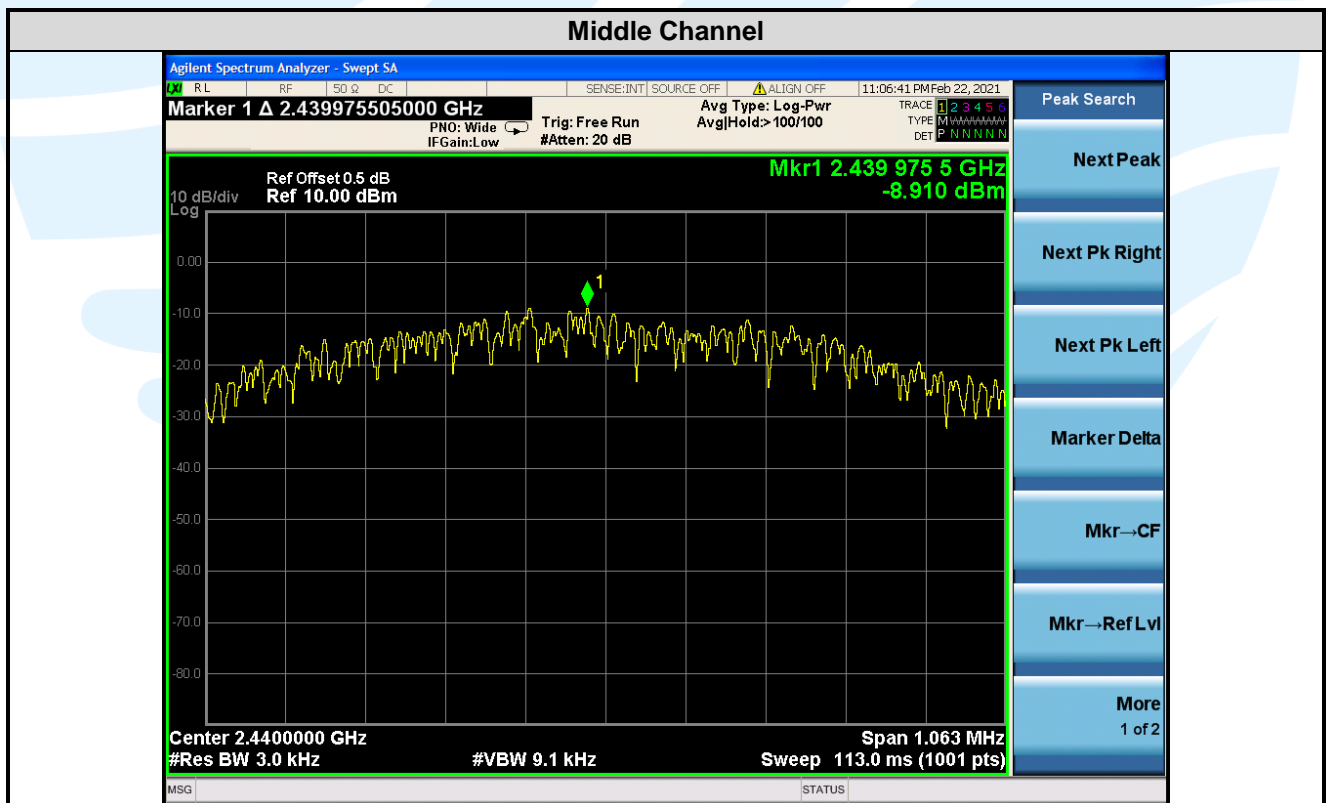 Middle Channel
Agilent Spectrum Analyzer - Swept SA
LXI RL RF 50 Ω DC SENSE:INT SOURCE OFF ALIGN OFF 11:06:41 PM Feb 22, 2021
Marker 1 Δ 2.439975505000 GHz
PNO: Wide
IFGain:Low
Trig: Free Run
#Atten: 20 dB
Avg Type: Log-Pwr
Avg|Hold:>100/100
TRACE 1 2 3 4 5 6
TYPE M WWWWW
DET P N N N N N
Peak Search
Ref Offset 0.5 dB
10 dB/div Ref 10.00 dBm
Log
Mkr1 2.439 975 5 GHz
-8.910 dBm
1
0.00
-10.0
-20.0
-30.0
-40.0
-50.0
-60.0
-70.0
-80.0
Center 2.4400000 GHz Span 1.063 MHz
#Res BW 3.0 kHz #VBW 9.1 kHz Sweep 113.0 ms (1001 pts)
MSG STATUS
Next Peak
Next Pk Right
Next Pk Left
Marker Delta
Mkr→CF
Mkr→Ref Lvl
More
1 of 2